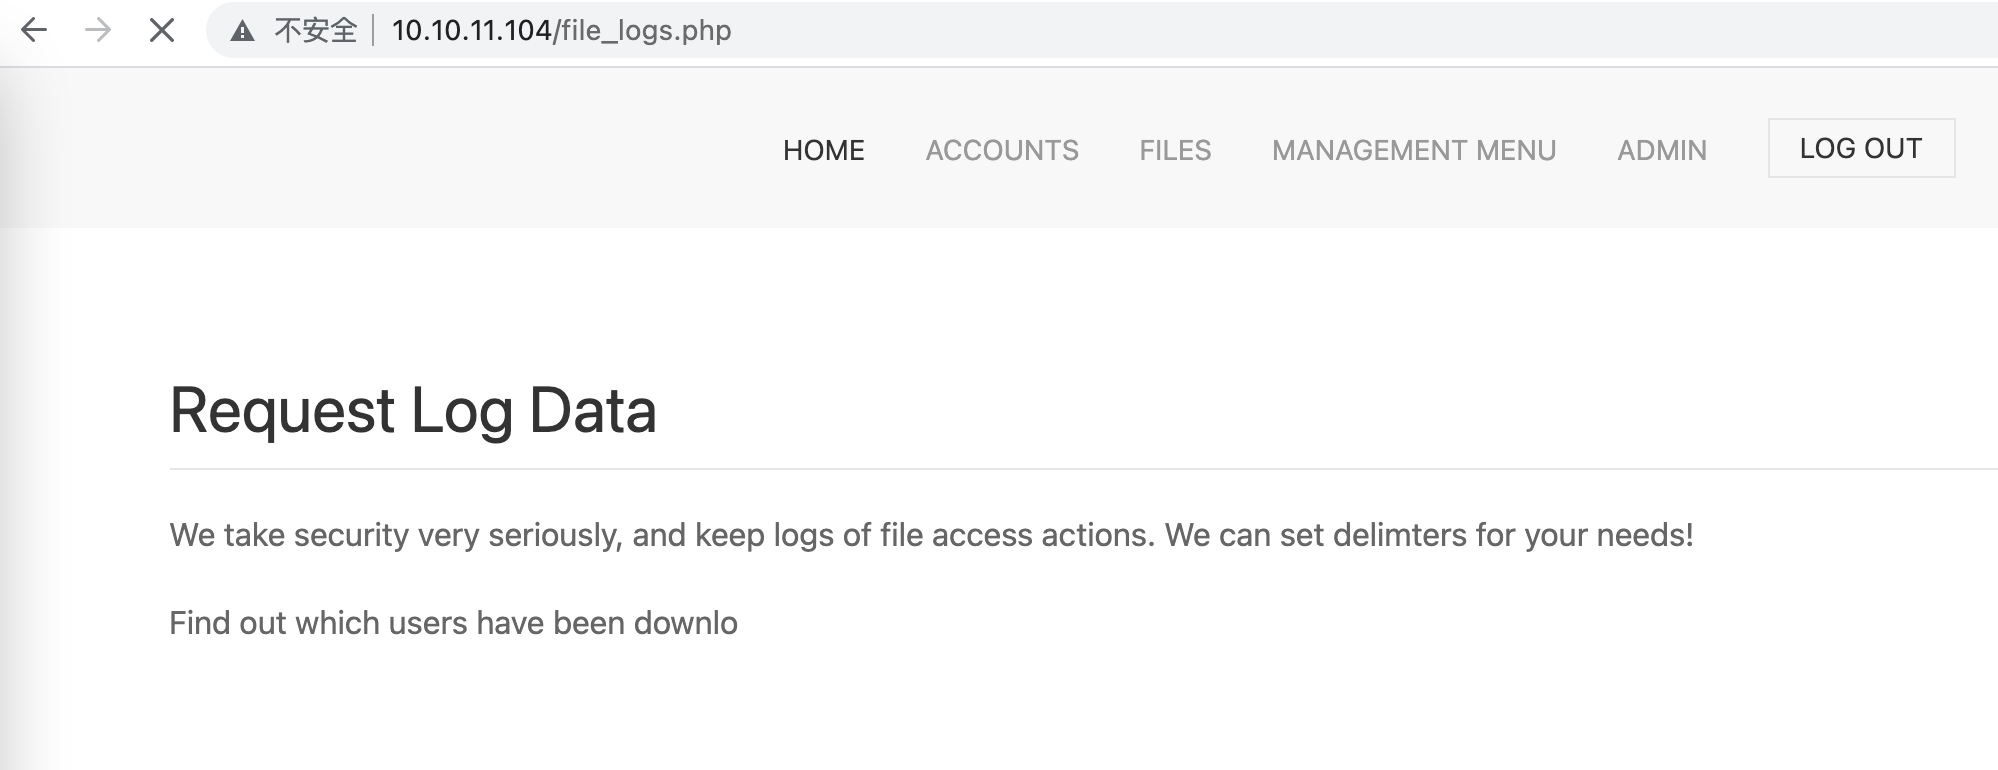 不安全 10.10.11.104/file_logs.php
HOME ACCOUNTS FILES MANAGEMENT MENU ADMIN LOG OUT
Request Log Data
We take security very seriously, and keep logs of file access actions. We can set delimters for your needs!
Find out which users have been downlo